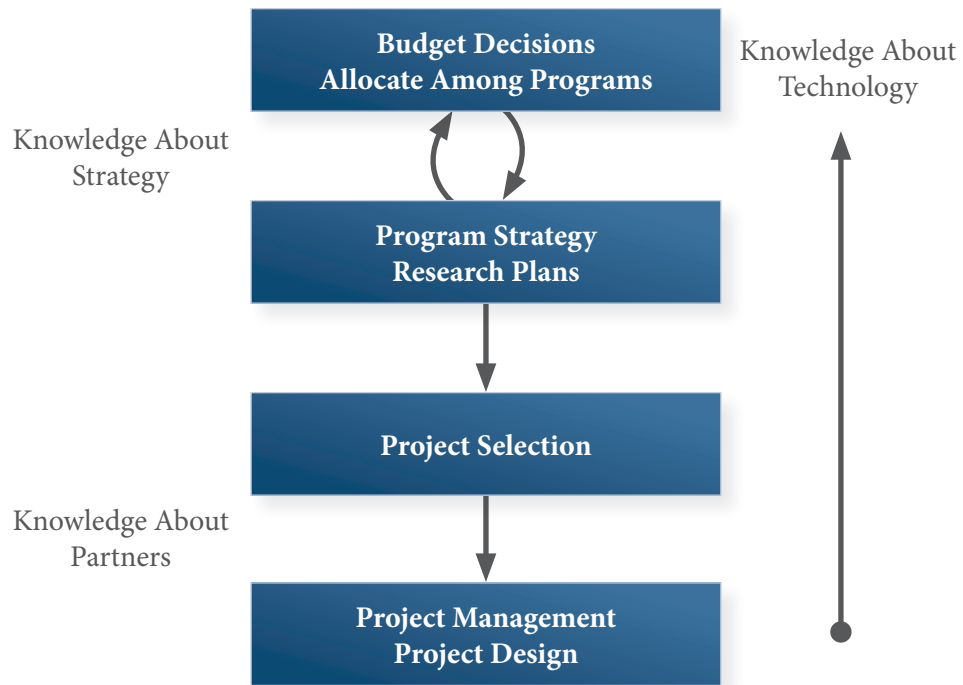 Budget Decisions
Allocate Among Programs
Knowledge About
Technology
Knowledge About
Strategy
Program Strategy
Research Plans
Project Selection
Knowledge About
Partners
Project Management
Project Design